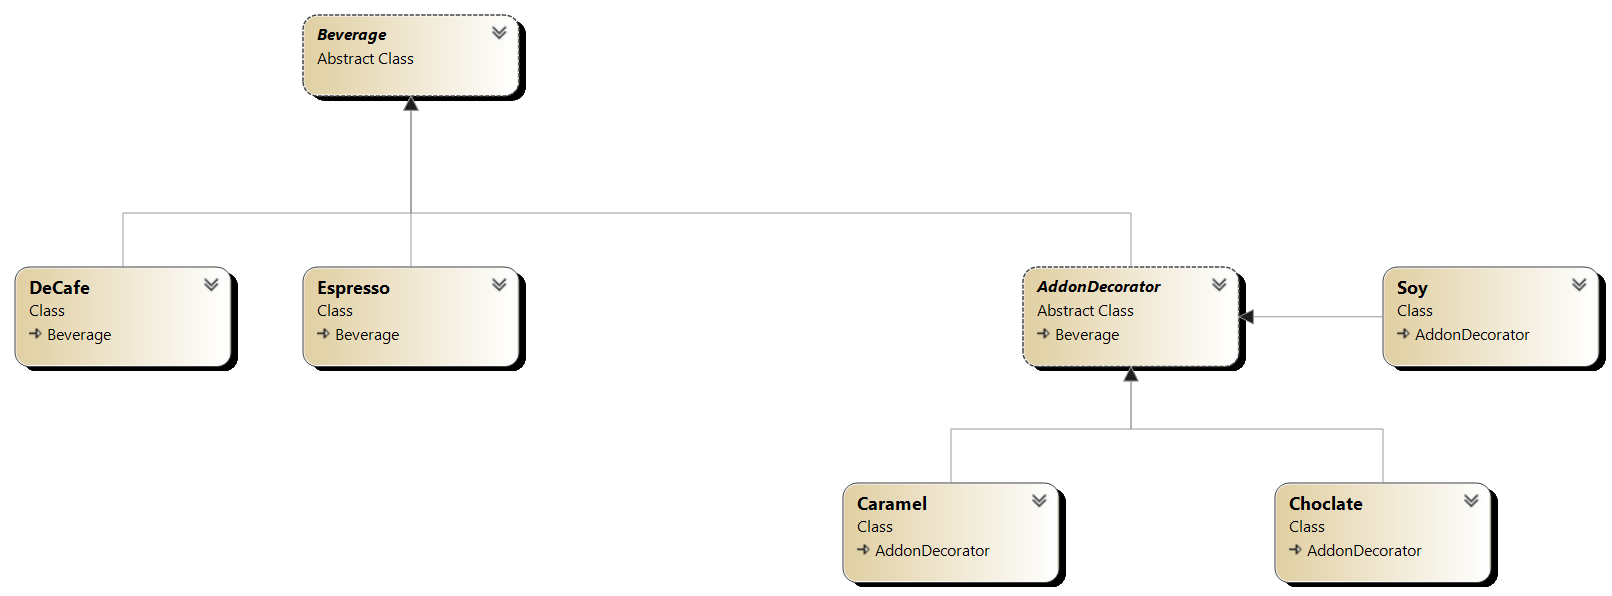 Beverage
Abstract Class
DeCafe
Class
Beverage
Espresso
Class
Beverage
AddonDecorator
Abstract Class
Beverage
Soy
Class
AddonDecorator
Caramel
Class
AddonDecorator
Choclate
Class
AddonDecorator